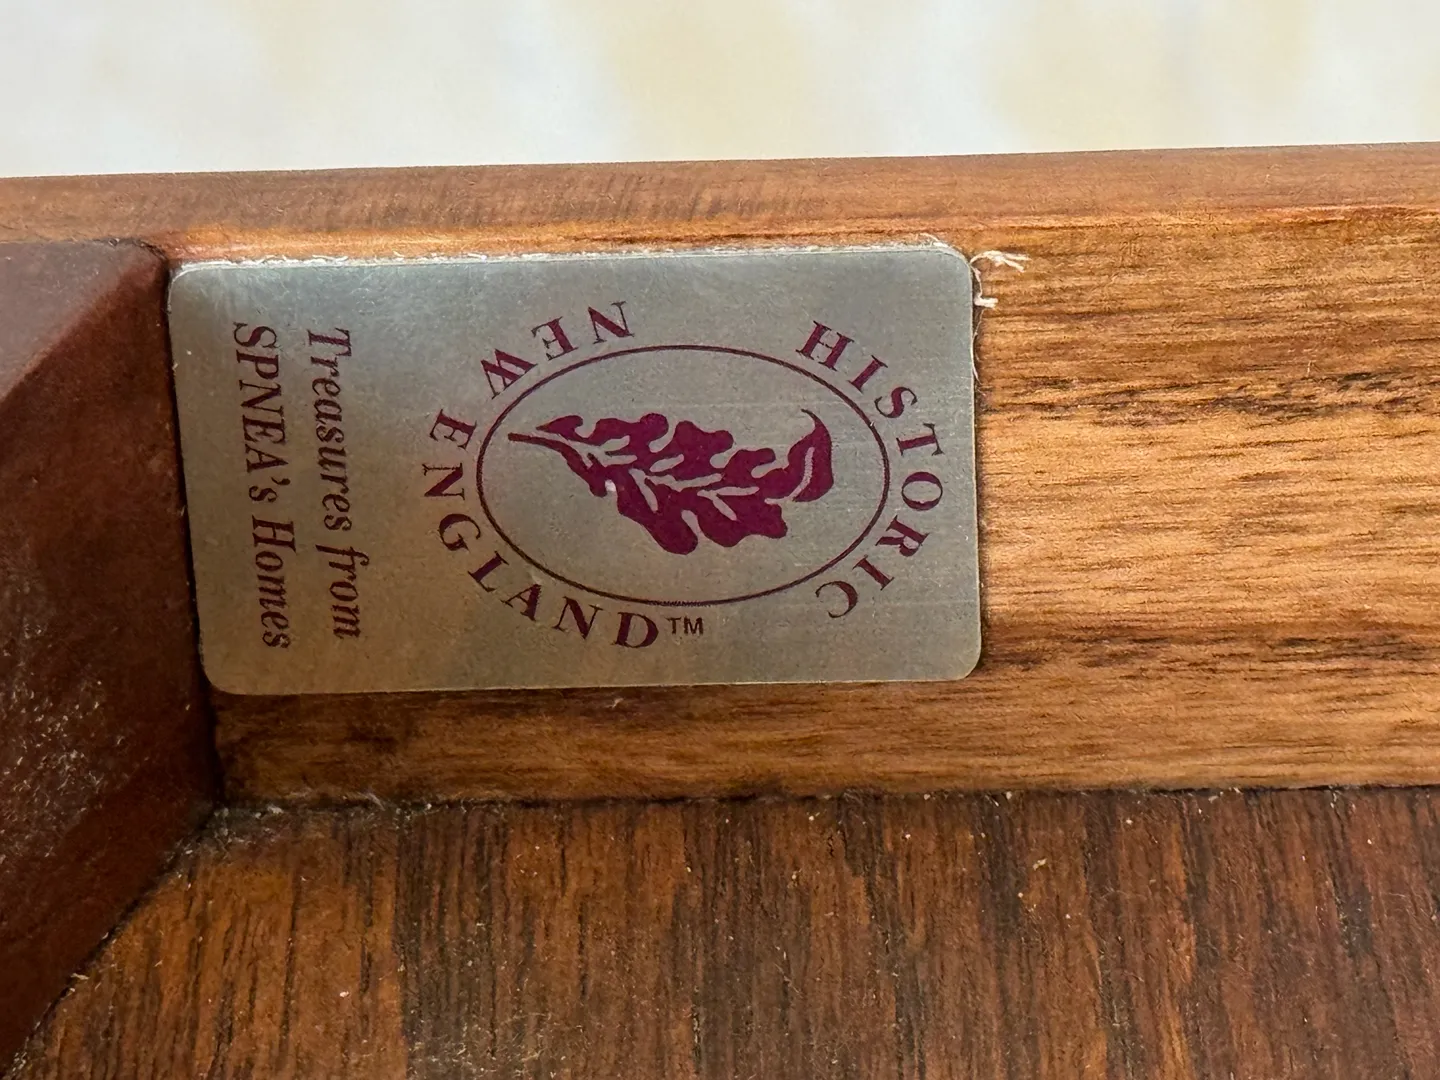 HISTORIC
NEW ENGLAND™
Treasures from
SPNEA's Homes